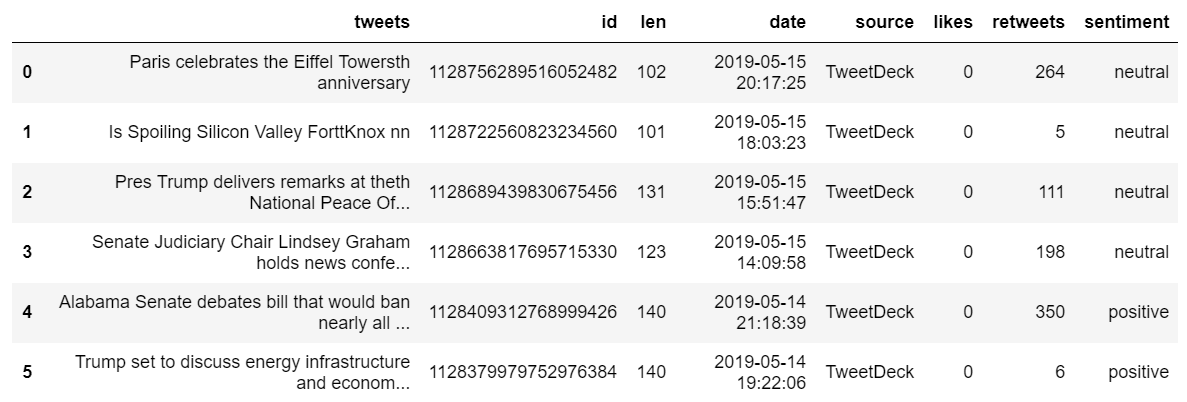 tweets id len date source likes retweets sentiment
0 Paris celebrates the Eiffel Towersth anniversary 1128756289516052482 102 2019-05-15 20:17:25 TweetDeck 0 264 neutral
1 Is Spoiling Silicon Valley ForttKnox nn 1128722560823234560 101 2019-05-15 18:03:23 TweetDeck 0 5 neutral
2 Pres Trump delivers remarks at theth National Peace Of... 1128689439830675456 131 2019-05-15 15:51:47 TweetDeck 0 111 neutral
3 Senate Judiciary Chair Lindsey Graham holds news confe... 1128663817695715330 123 2019-05-15 14:09:58 TweetDeck 0 198 neutral
4 Alabama Senate debates bill that would ban nearly all ... 1128409312768999426 140 2019-05-14 21:18:39 TweetDeck 0 350 positive
5 Trump set to discuss energy infrastructure and econom... 1128379979752976384 140 2019-05-14 19:22:06 TweetDeck 0 6 positive